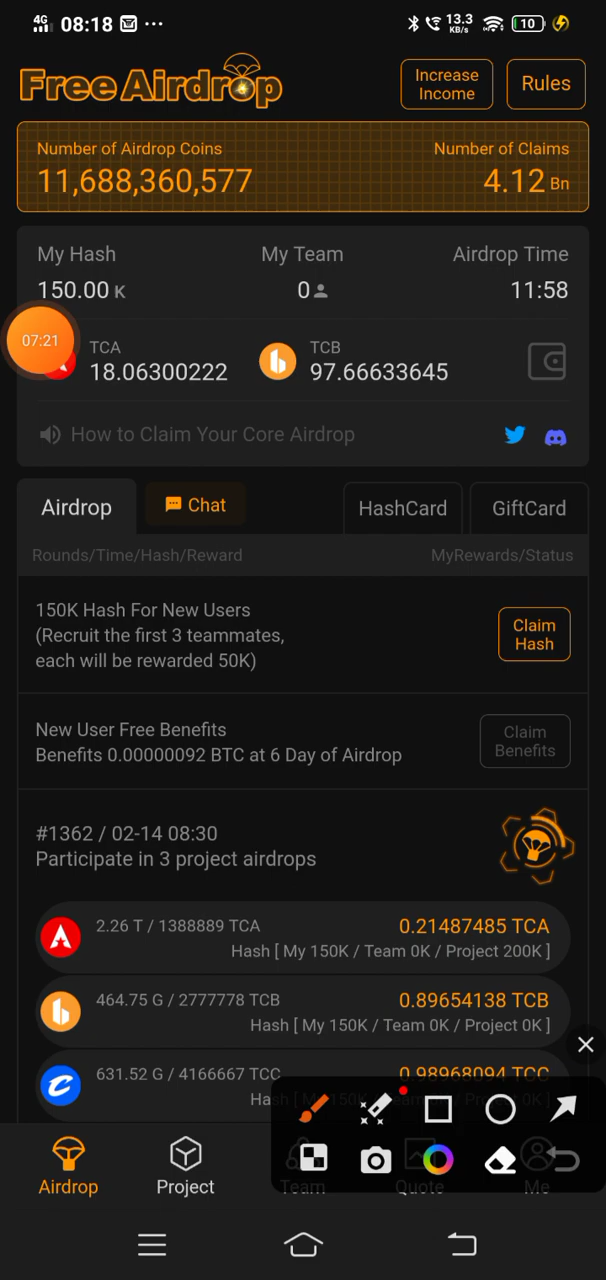 4G 08:18 ... 13.3 KB/s 10
Free Airdrop
Increase
Income
Rules
Number of Airdrop Coins
Number of Claims
11,688,360,577
4.12 Bn
My Hash
My Team
Airdrop Time
150.00 K
0
11:58
07:21
TCA
18.06300222
TCB
97.66633645
How to Claim Your Core Airdrop
Airdrop
Chat
HashCard
GiftCard
Rounds/Time/Hash/Reward
MyRewards/Status
150K Hash For New Users
(Recruit the first 3 teammates,
each will be rewarded 50K)
Claim
Hash
New User Free Benefits
Benefits 0.00000092 BTC at 6 Day of Airdrop
Claim
Benefits
#1362 / 02-14 08:30
Participate in 3 project airdrops
2.26 T / 1388889 TCA
0.21487485 TCA
Hash [ My 150K / Team 0K / Project 200K ]
464.75 G / 2777778 TCB
0.89654138 TCB
Hash [ My 150K / Team 0K / Project 0K ]
631.52 G / 4166667 TCC
0.98968094 TCC
Airdrop
Project
Team
Quote
Me